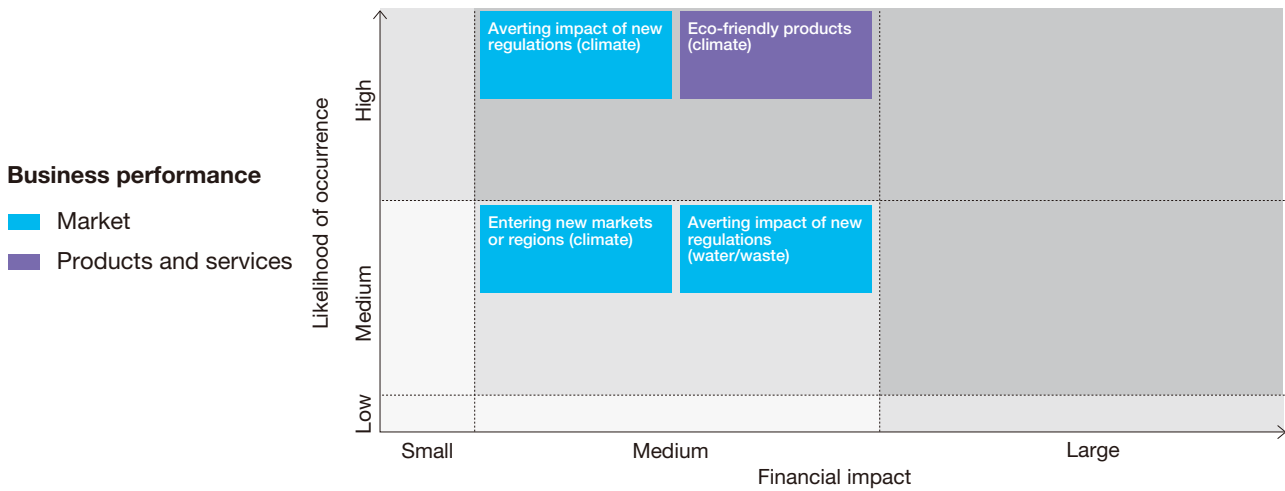 Business performance
Market
Products and services
Likelihood of occurrence
High
Medium
Low
Averting impact of new
regulations (climate)
Eco-friendly products
(climate)
Entering new markets
or regions (climate)
Averting impact of new
regulations
(water/waste)
Small
Medium
Large
Financial impact